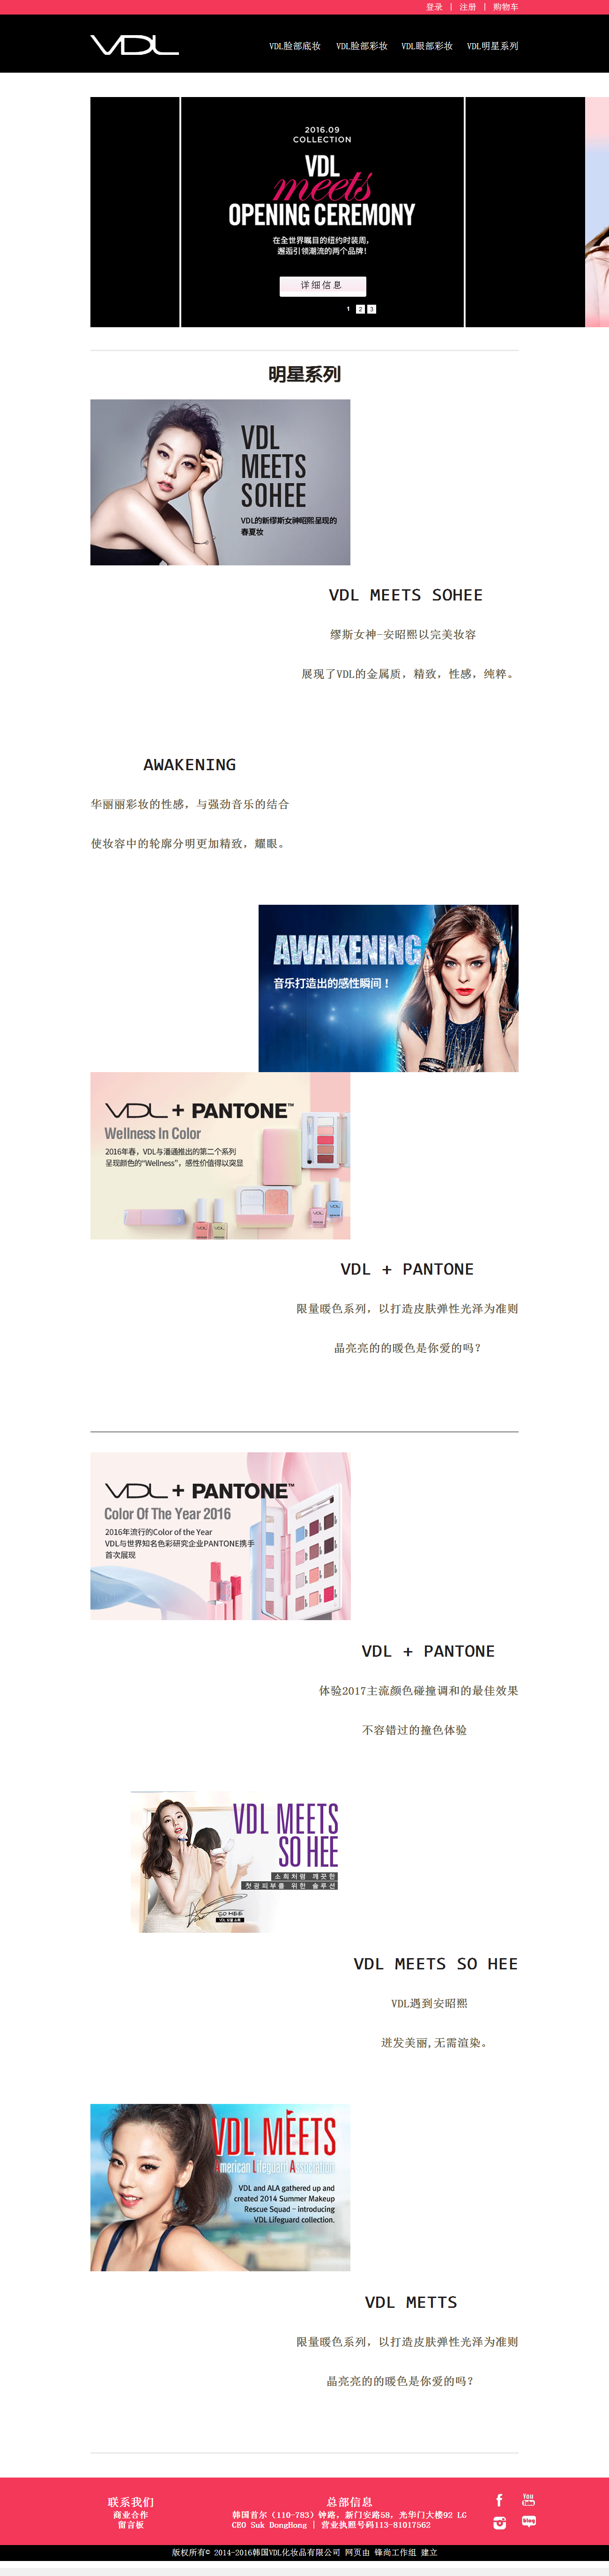 登录 | 注册 | 购物车
VDL
VDL脸部底妆 VDL脸部彩妆 VDL眼部彩妆 VDL明星系列
2016.09
COLLECTION
VDL
meets
OPENING CEREMONY
在全世界瞩目的纽约时装周，
邂逅引领潮流的两个品牌！
详细信息
1 2 3
明星系列
VDL
MEETS
SOHEE
VDL的新缪斯女神昭熙呈现的
春夏妆
VDL MEETS SOHEE
缪斯女神-安昭熙以完美妆容
展现了VDL的金属质，精致，性感，纯粹。
AWAKENING
华丽丽彩妆的性感，与强劲音乐的结合
使妆容中的轮廓分明更加精致，耀眼。
AWAKENING
音乐打造出的感性瞬间！
VDL + PANTONE™
Wellness In Color
2016年春，VDL与潘通推出的第二个系列
呈现颜色的“Wellness”，感性价值得以突显
VDL + PANTONE
限量暖色系列，以打造皮肤弹性光泽为准则
晶亮亮的的暖色是你爱的吗？
VDL + PANTONE™
Color Of The Year 2016
2016年流行的Color of the Year
VDL与世界知名色彩研究企业PANTONE携手
首次展现
VDL + PANTONE
体验2017主流颜色碰撞调和的最佳效果
不容错过的撞色体验
VDL MEETS
SO HEE
소희처럼 깨끗한
첫광피부를 위한 솔루션
SO HEE
VDL MEETS SO HEE
VDL遇到安昭熙
迸发美丽,无需渲染。
VDL MEETS
American Lifeguard Association
VDL and ALA gathered up and
created 2014 Summer Makeup
Rescue Squad – introducing
VDL Lifeguard collection.
VDL METTS
限量暖色系列，以打造皮肤弹性光泽为准则
晶亮亮的的暖色是你爱的吗？
联系我们
商业合作
留言板
总部信息
韩国首尔（110-783）钟路，新门安路58，光华门大楼92 LG
CEO Suk DongHong | 营业执照号码113-81017562
f
You
Tube
blog
版权所有© 2014-2016韩国VDL化妆品有限公司 网页由 锋尚工作组 建立